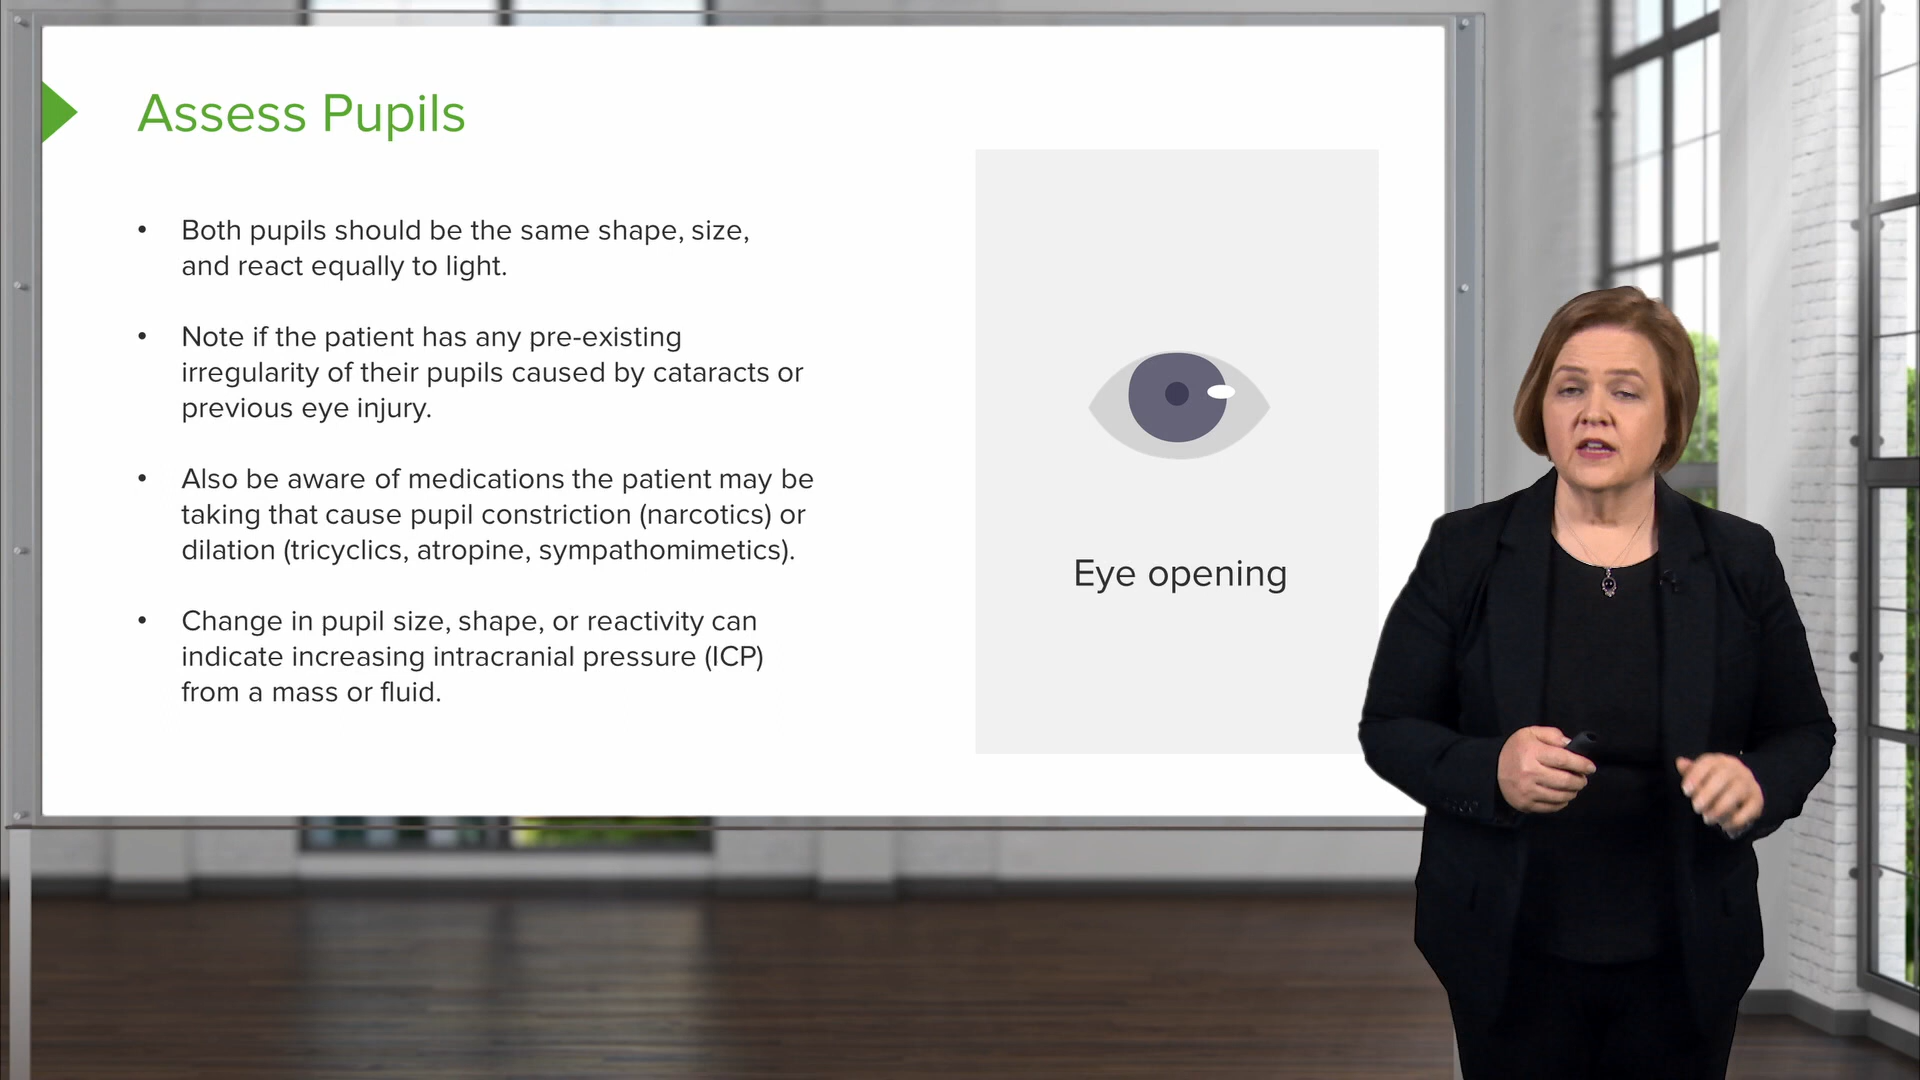 Assess Pupils
• Both pupils should be the same shape, size,
and react equally to light.
• Note if the patient has any pre-existing
irregularity of their pupils caused by cataracts or
previous eye injury.
• Also be aware of medications the patient may be
taking that cause pupil constriction (narcotics) or
dilation (tricyclics, atropine, sympathomimetics).
• Change in pupil size, shape, or reactivity can
indicate increasing intracranial pressure (ICP)
from a mass or fluid.
Eye opening